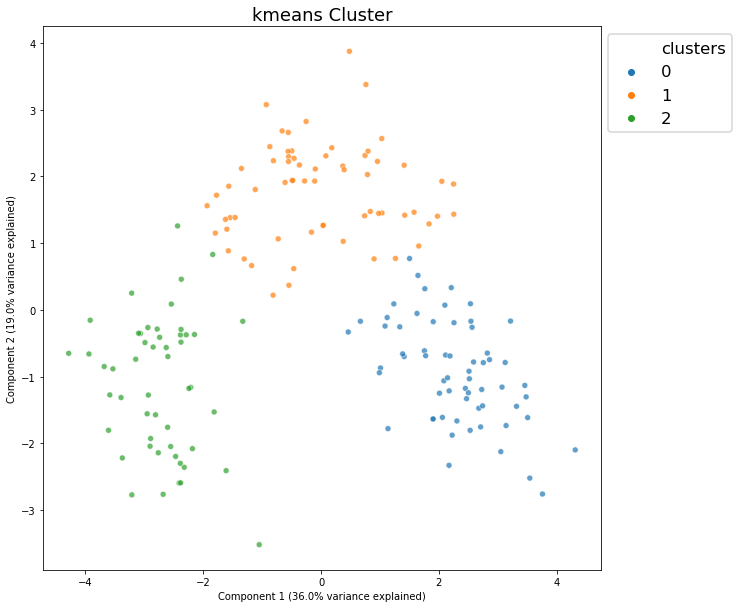 kmeans Cluster
clusters
0
1
2
4
3
2
1
0
−1
−2
−3
Component 2 (19.0% variance explained)
−4 −2 0 2 4
Component 1 (36.0% variance explained)